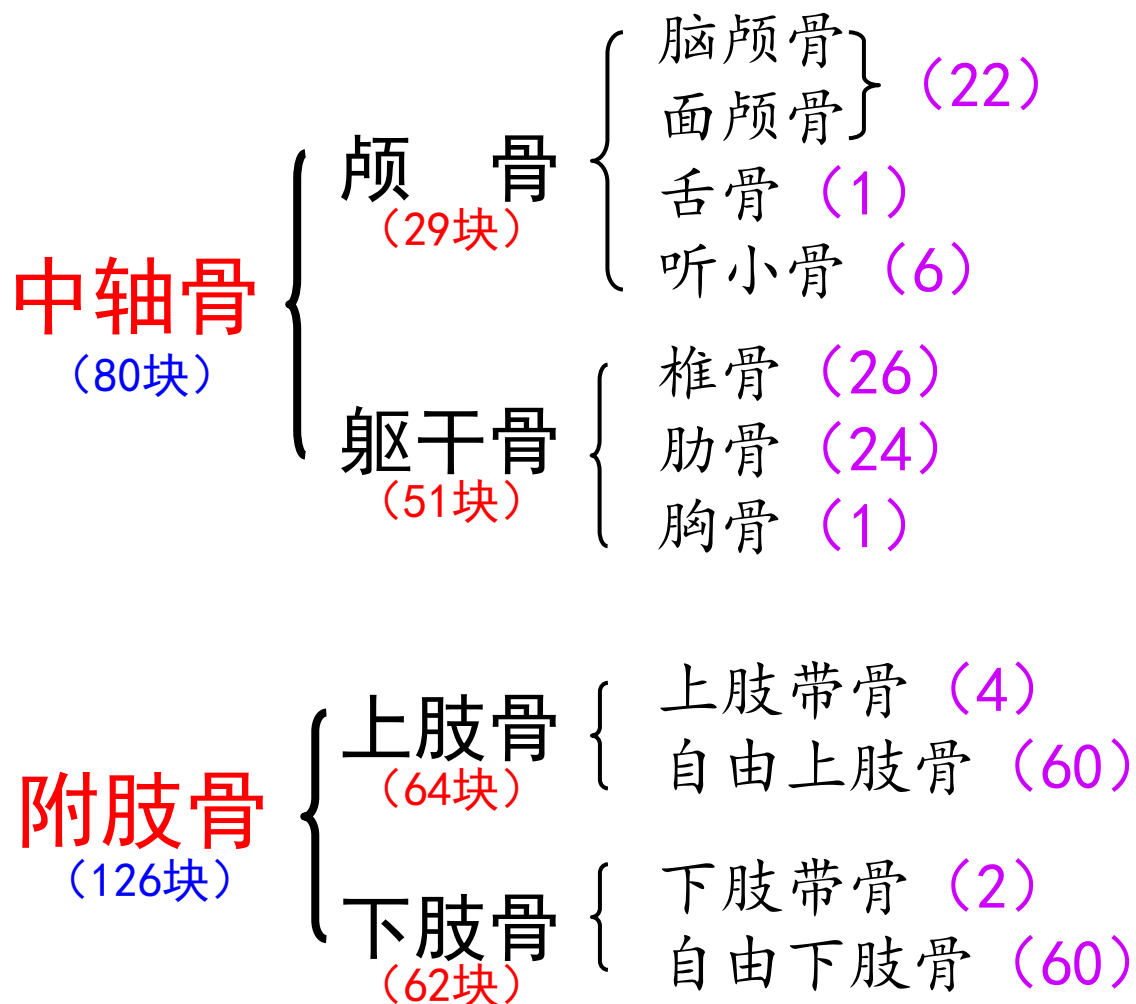 中轴骨
（80块）
颅 骨
（29块）
脑颅骨
面颅骨
（22）
舌骨（1）
听小骨（6）
躯干骨
（51块）
椎骨（26）
肋骨（24）
胸骨（1）
附肢骨
（126块）
上肢骨
（64块）
上肢带骨（4）
自由上肢骨（60）
下肢骨
（62块）
下肢带骨（2）
自由下肢骨（60）